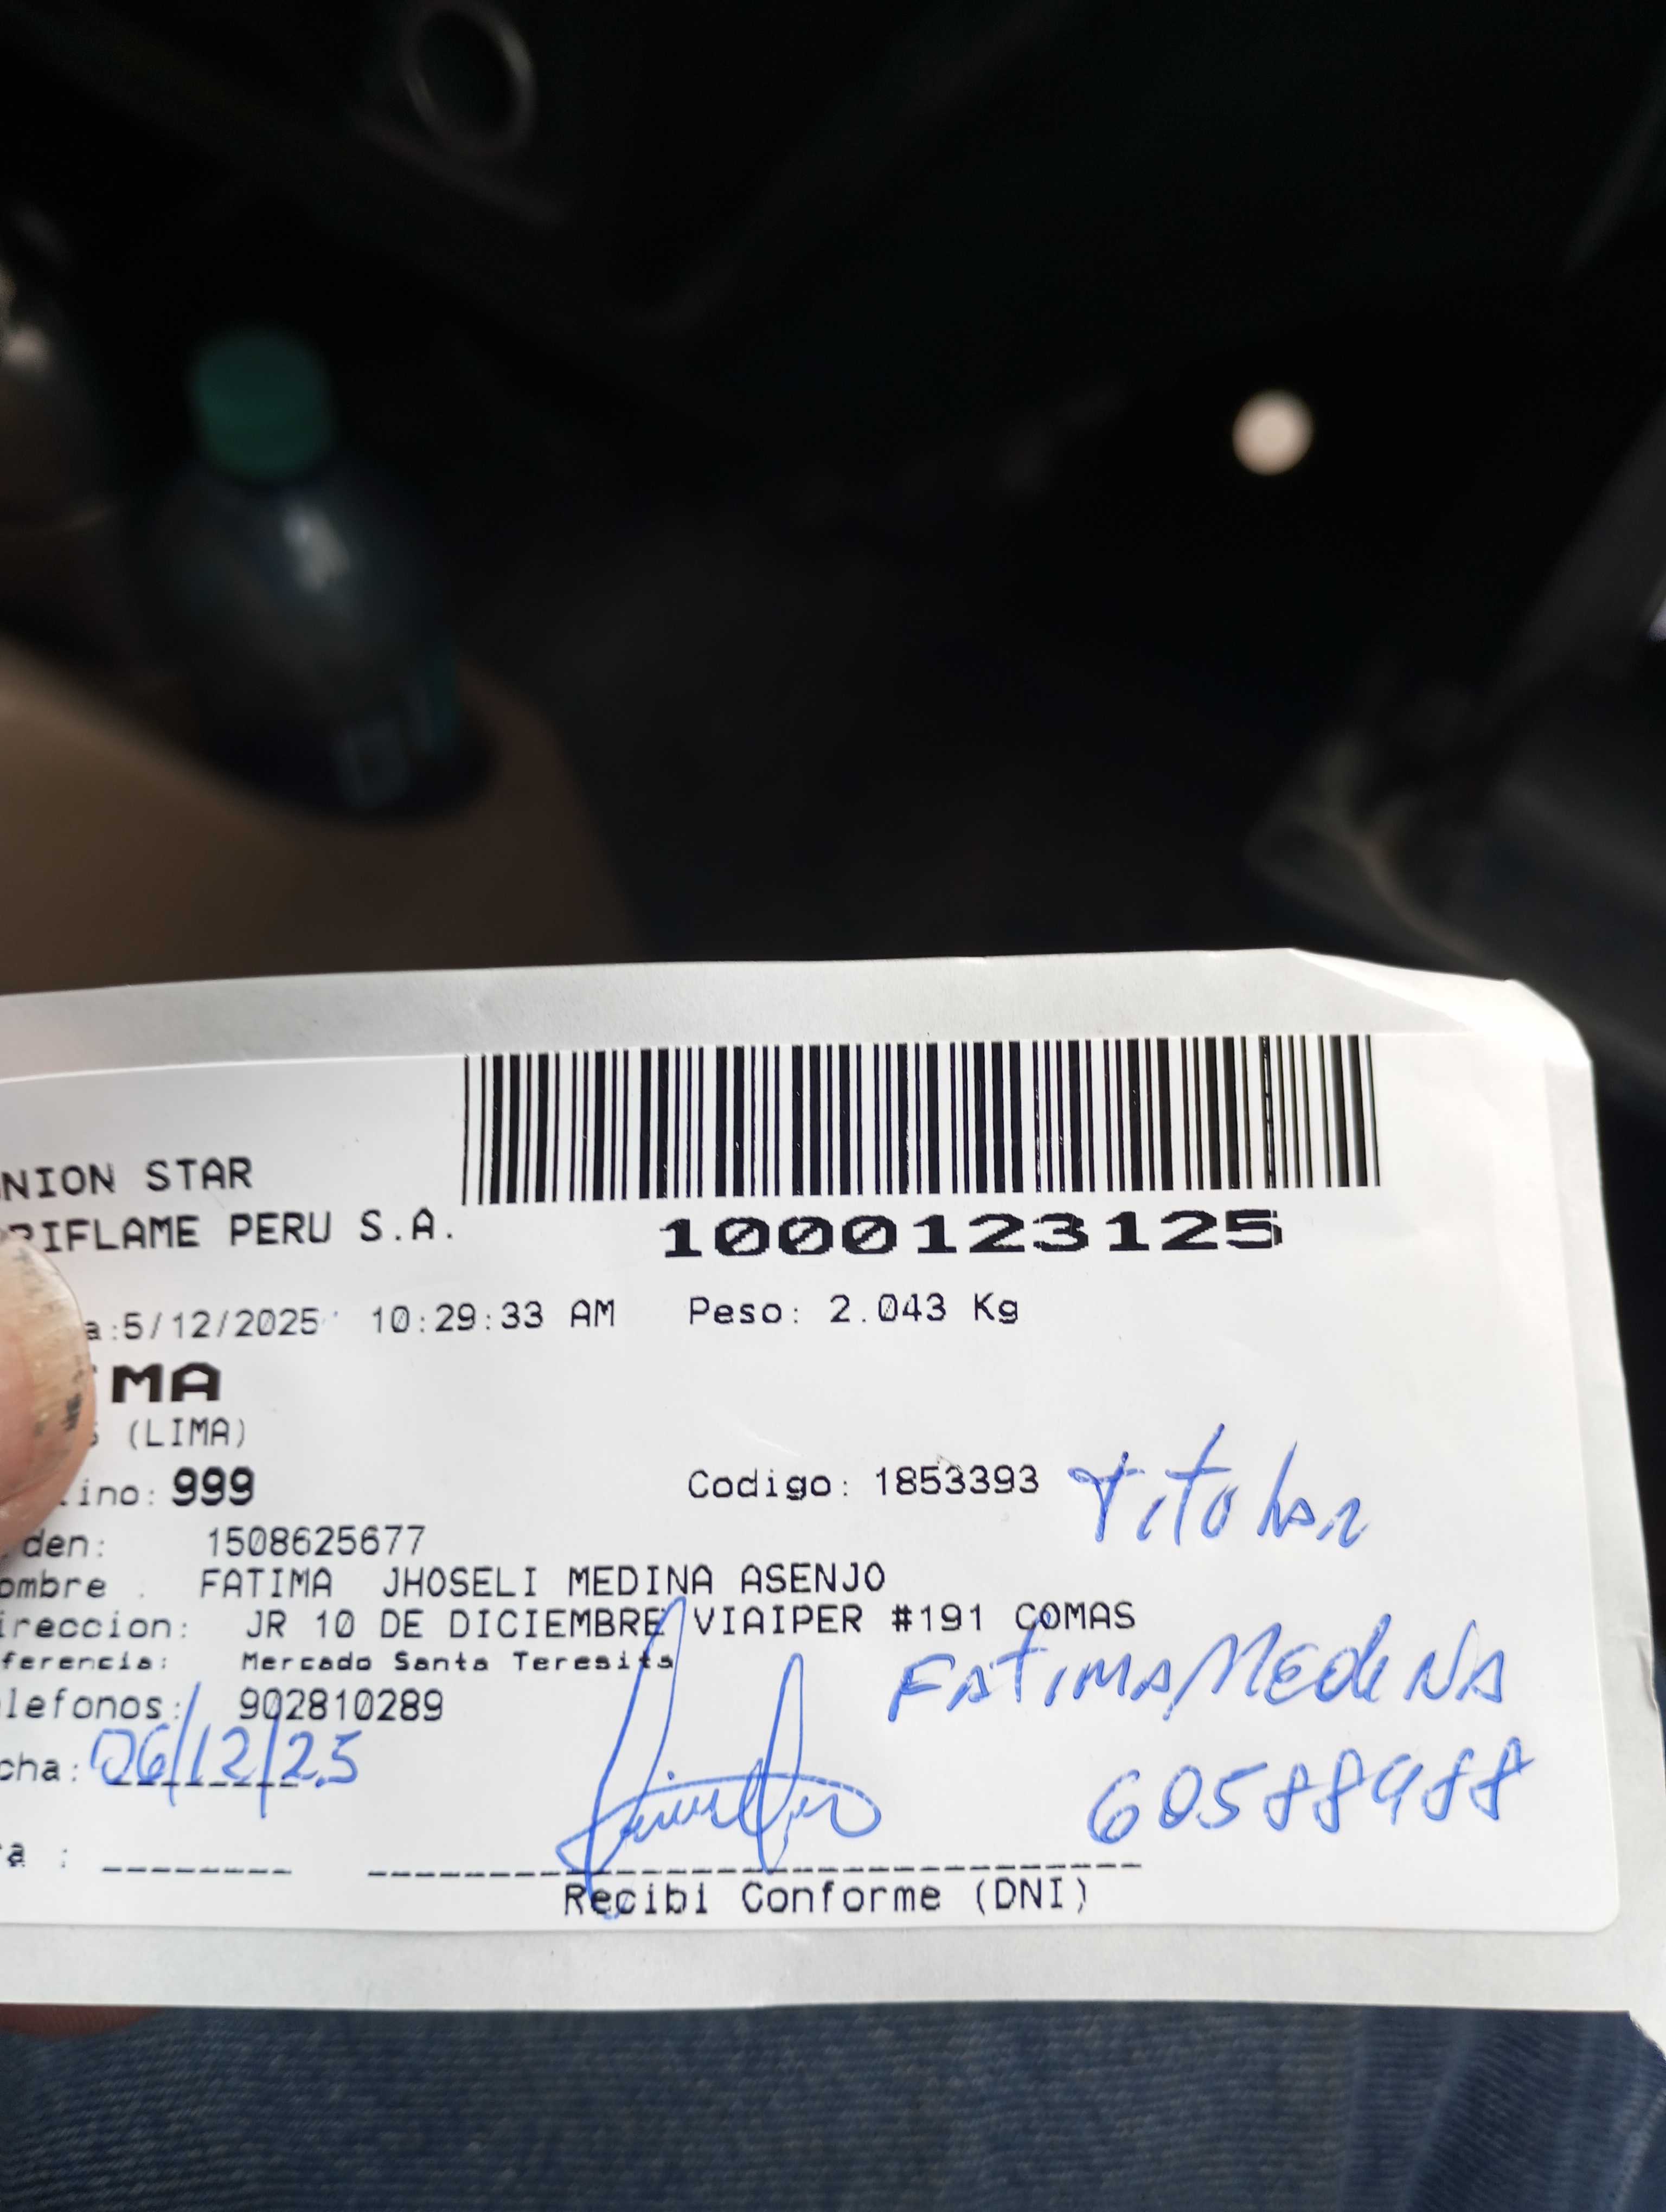 NION STAR
RIFLAME PERU S.A.
1000123125
a:5/12/2025 10:29:33 AM Peso: 2.043 Kg
MA
S (LIMA)
ino: 999 Codigo: 1853393 Titular
den: 1508625677
ombre . FATIMA JHOSELI MEDINA ASENJO
ireccion: JR 10 DE DICIEMBRE VIAIPER #191 COMAS
ferencia: Mercado Santa Teresita
lefonos: 902810289 FATIMA MEdiNA
cha: 06/12/25 60588988
a :
Recibi Conforme (DNI)